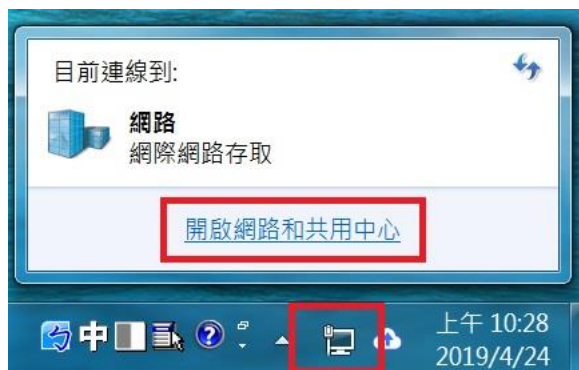 目前連線到:
網路
網際網路存取
開啟網路和共用中心
中
上午 10:28
2019/4/24